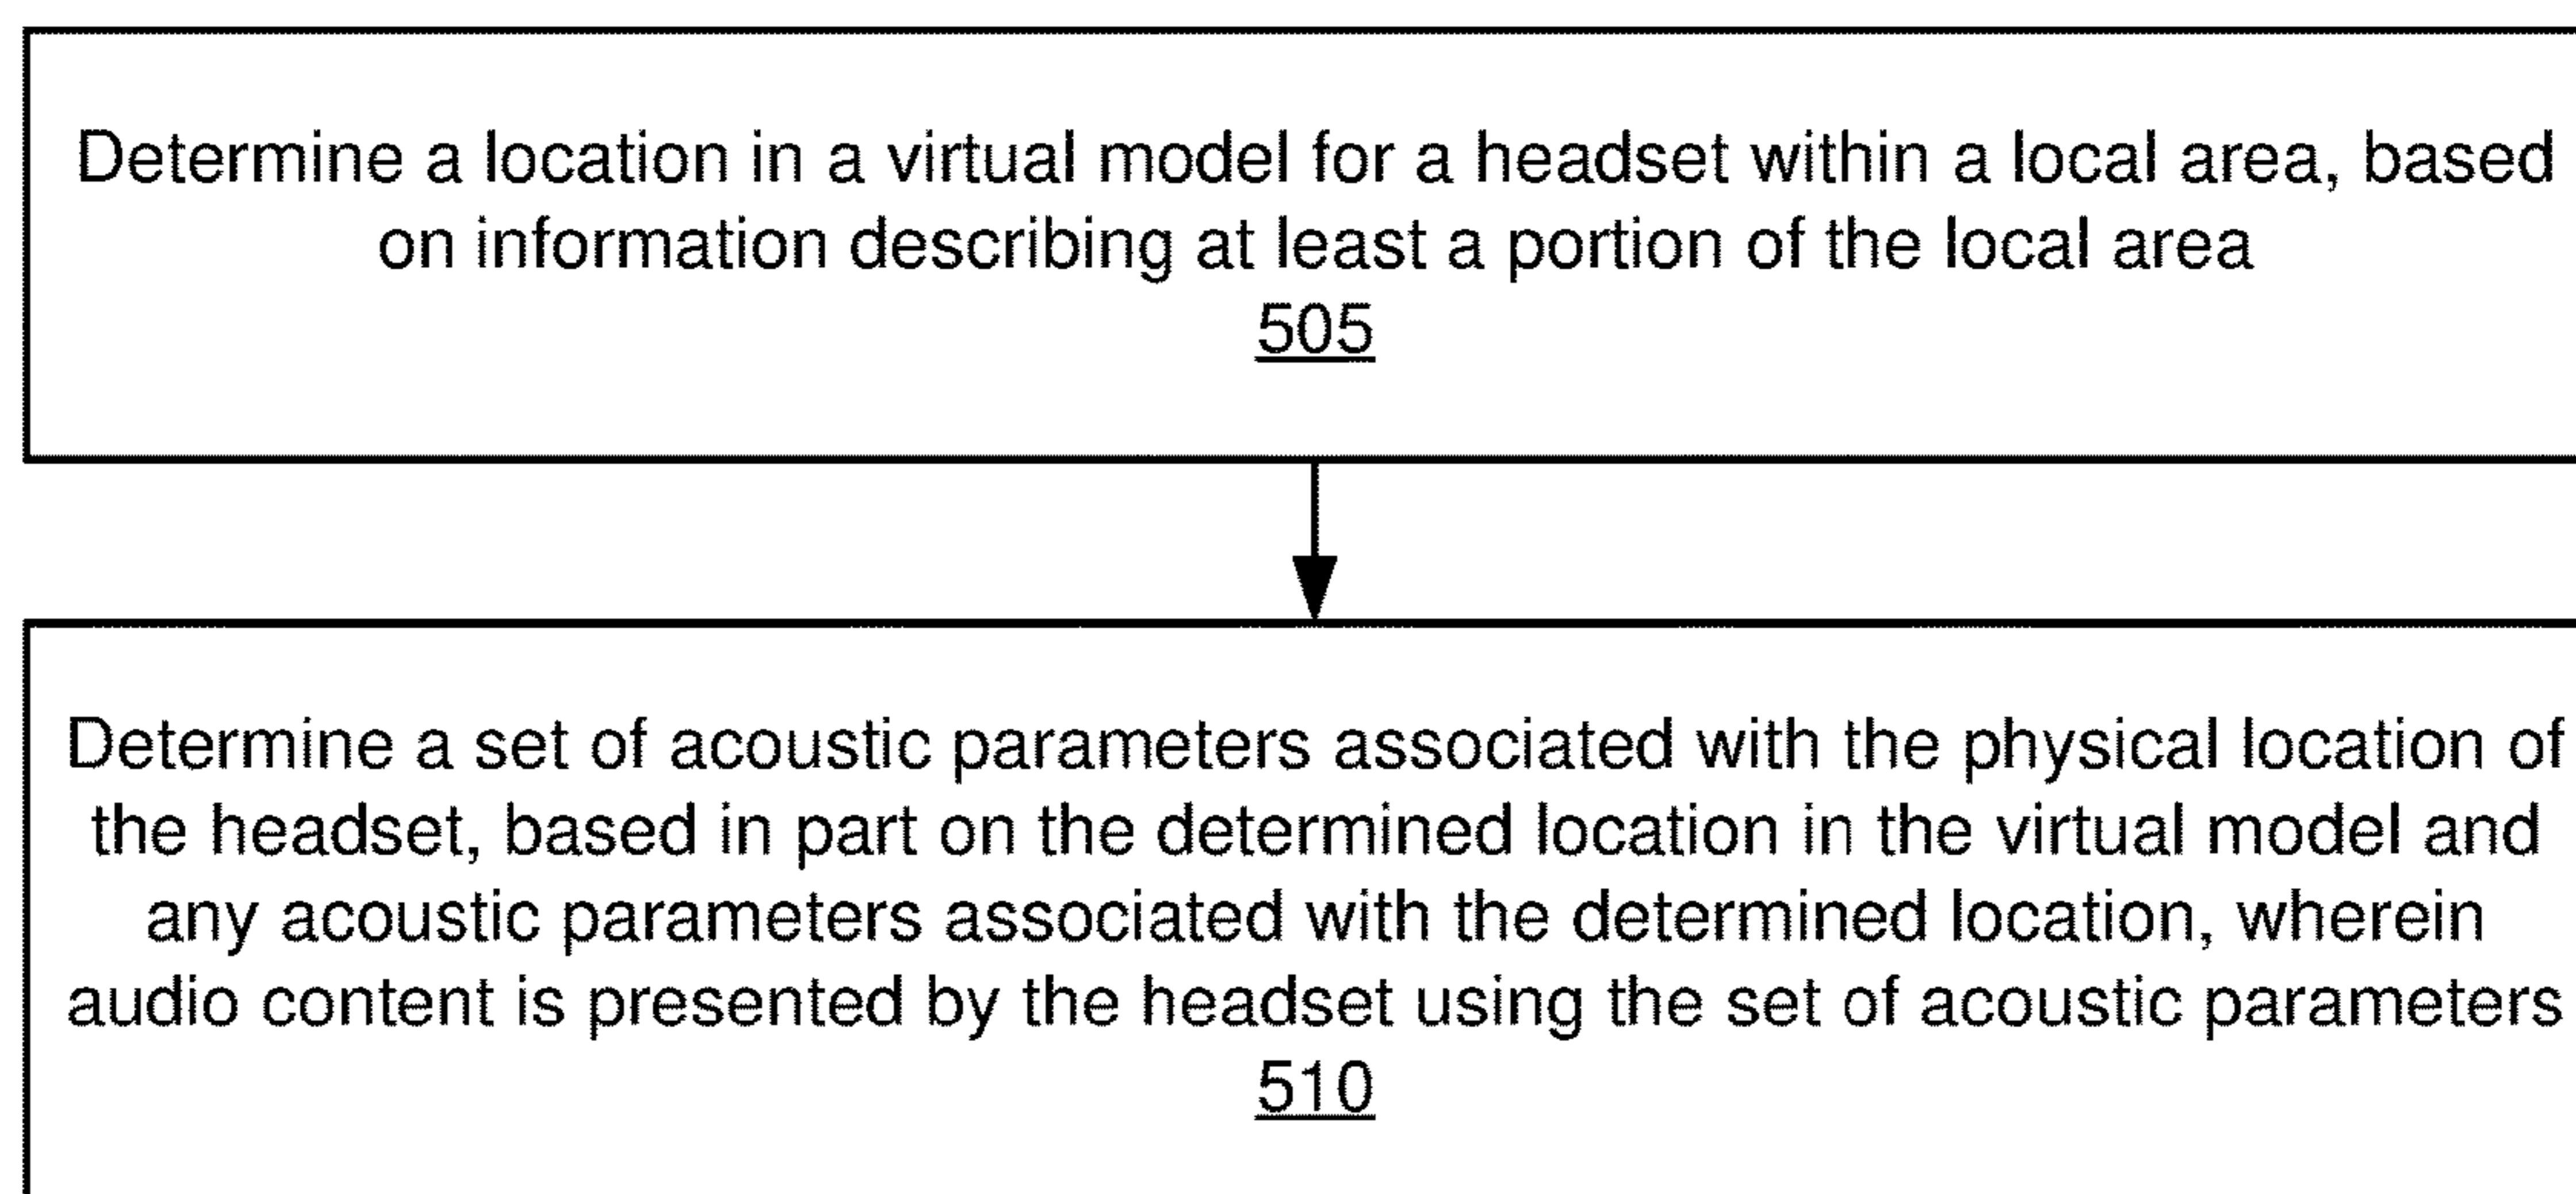 Determine a location in a virtual model for a headset within a local area, based
on information describing at least a portion of the local area
505
Determine a set of acoustic parameters associated with the physical location of
the headset, based in part on the determined location in the virtual model and
any acoustic parameters associated with the determined location, wherein
audio content is presented by the headset using the set of acoustic parameters
510